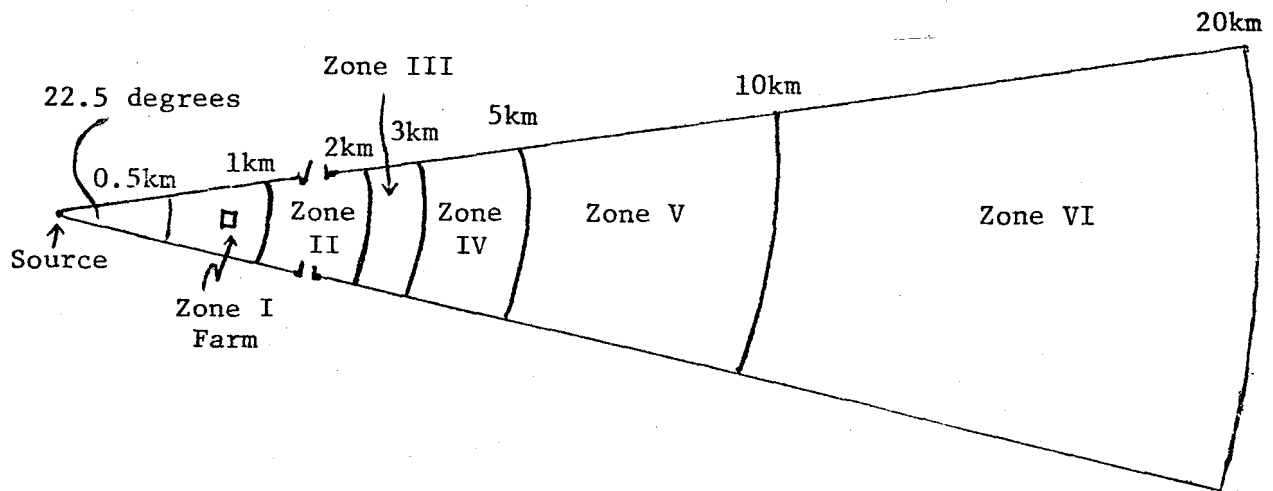 20km
Zone III
22.5 degrees
10km
5km
3km
2km
1km
0.5km
Zone
II
Zone
IV
Zone V
Zone VI
Source
Zone I
Farm